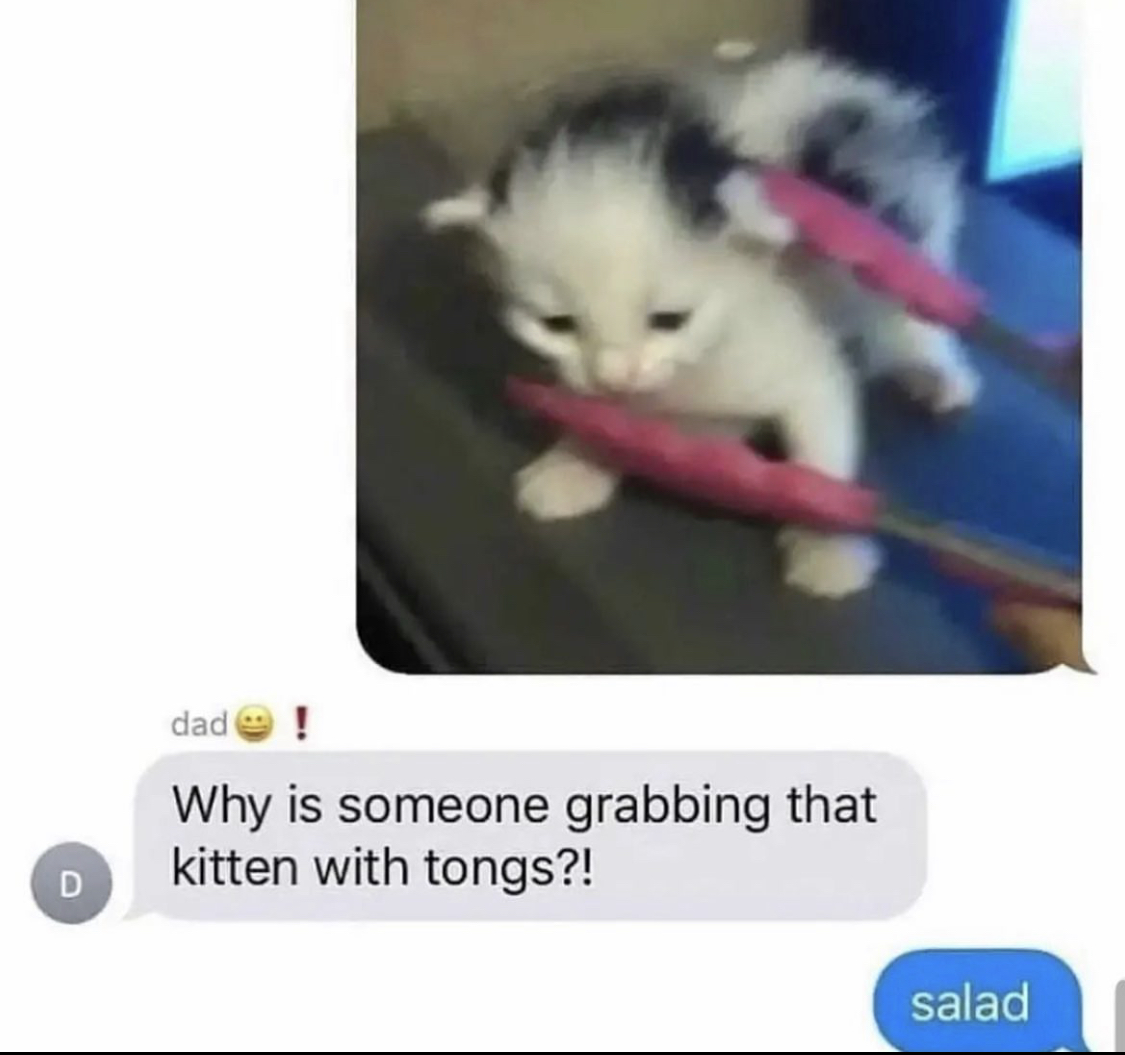 dad😀❗
Why is someone grabbing that
kitten with tongs?!
D
salad